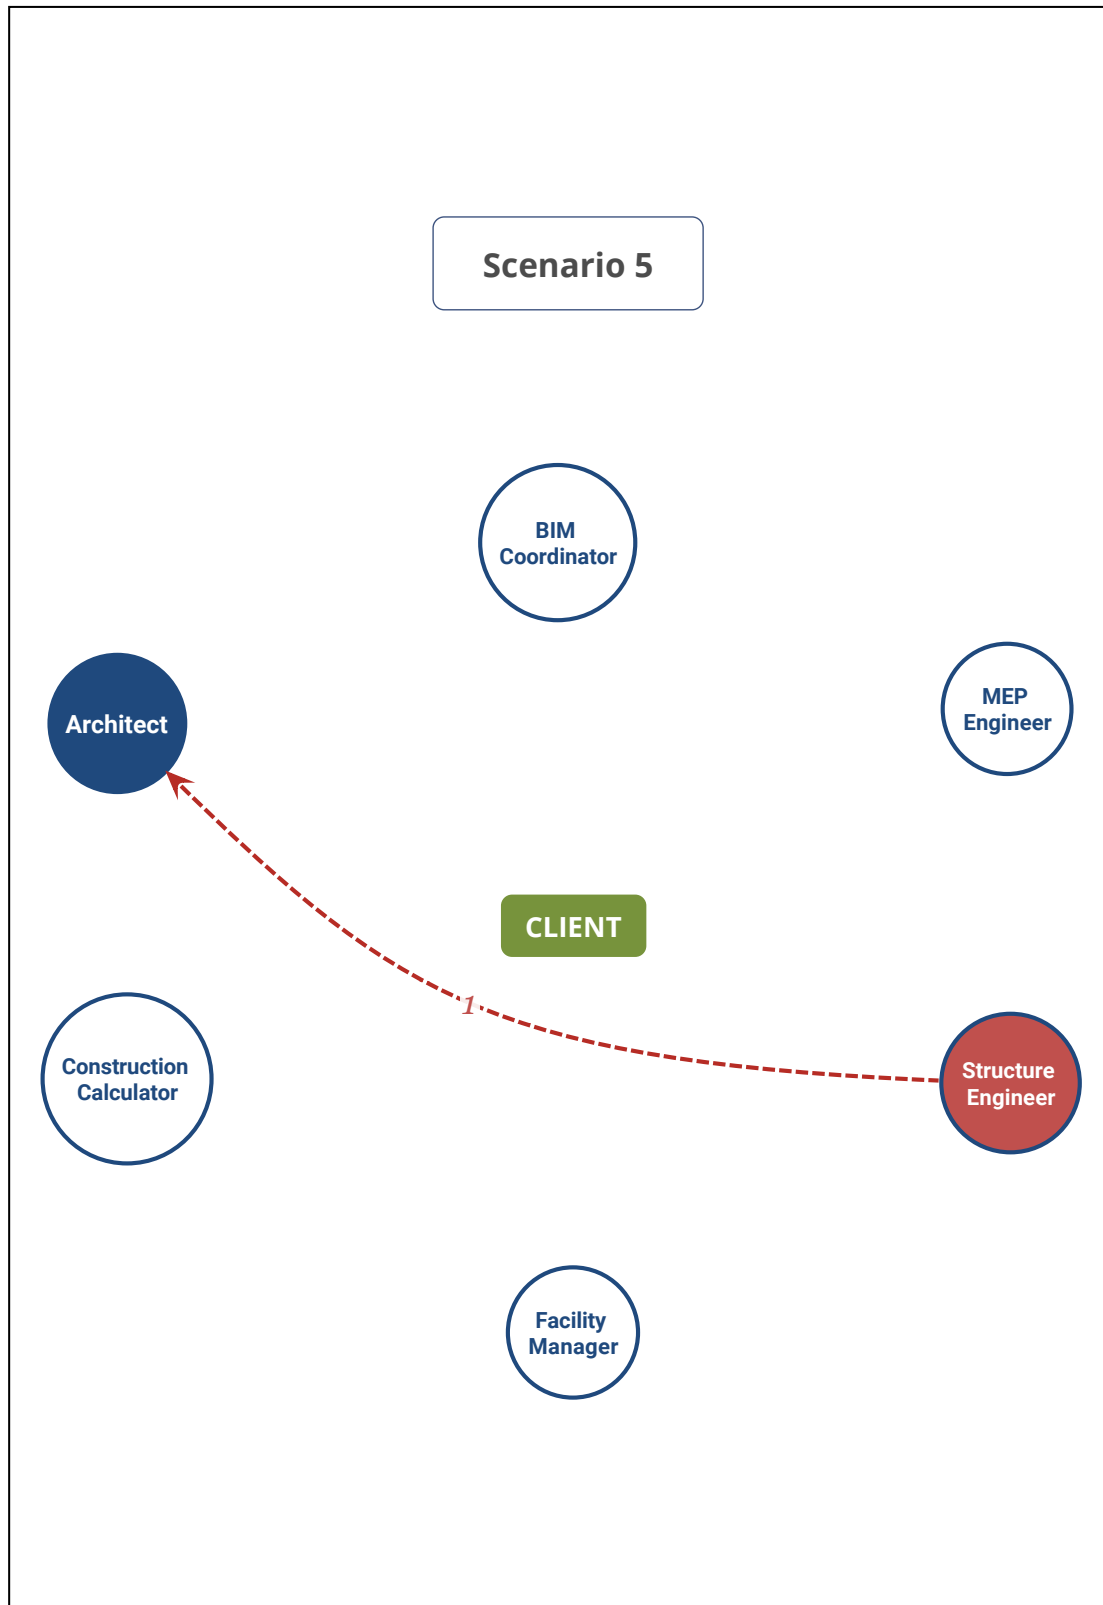 Scenario 5
BIM
Coordinator
Architect
MEP
Engineer
CLIENT
1
Construction
Calculator
Structure
Engineer
Facility
Manager